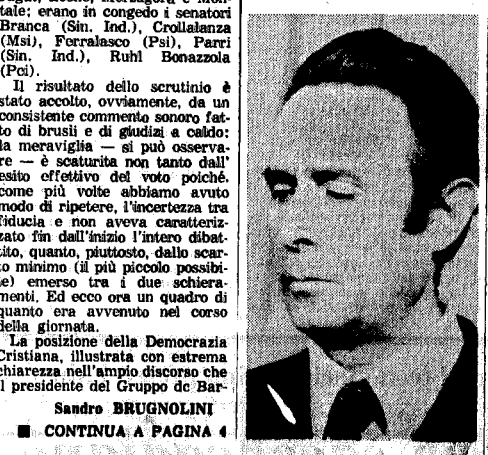 tale; erano in congedo i senatori
Branca (Sin. Ind.), Crollalanza
(Msi), Ferralasco (Psi), Parri
(Sin. Ind.), Ruhl Bonazzola
(Pci).
Il risultato dello scrutinio è
stato accolto, ovviamente, da un
consistente commento sonoro fat-
to di brusii e di giudizi a caldo:
la meraviglia — si può osserva-
re — è scaturita non tanto dall'
esito effettivo del voto poiché,
come più volte abbiamo avuto
modo di ripetere, l'incertezza tra
fiducia e non aveva caratteriz-
zato fin dall'inizio l'intero dibat-
tito, quanto, piuttosto, dallo scar-
to minimo (il più piccolo possibi-
le) emerso tra i due schiera-
menti. Ed ecco ora un quadro di
quanto era avvenuto nel corso
della giornata.
La posizione della Democrazia
Cristiana, illustrata con estrema
chiarezza nell'ampio discorso che
il presidente del Gruppo dc Bar-
Sandro BRUGNOLINI
■ CONTINUA A PAGINA 4